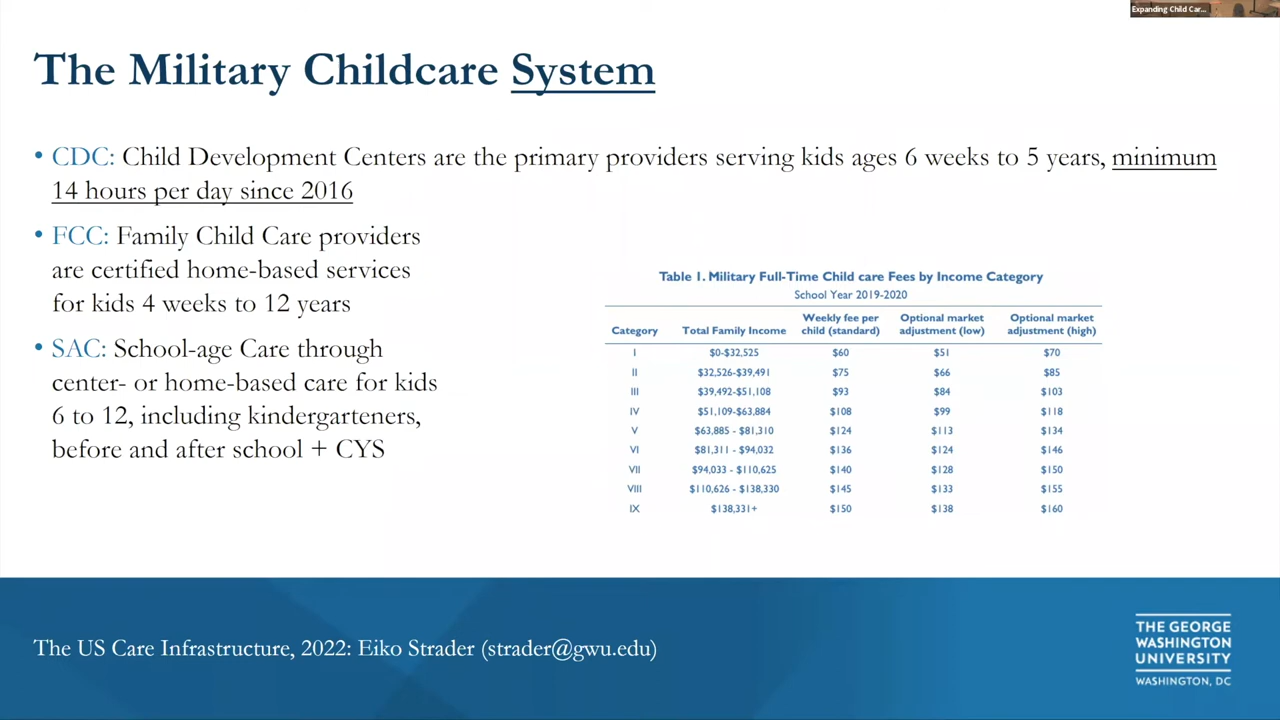 Expanding Child Car...
The Military Childcare System
• CDC: Child Development Centers are the primary providers serving kids ages 6 weeks to 5 years, minimum
14 hours per day since 2016
• FCC: Family Child Care providers
are certified home-based services
for kids 4 weeks to 12 years
• SAC: School-age Care through
center- or home-based care for kids
6 to 12, including kindergarteners,
before and after school + CYS
Table 1. Military Full-Time Child care Fees by Income Category
School Year 2019-2020
Category Total Family Income Weekly fee per child (standard) Optional market adjustment (low) Optional market adjustment (high)
I $0-$32,525 $60 $51 $70
II $32,526-$39,491 $75 $66 $85
III $39,492-$51,108 $93 $84 $103
IV $51,109-$63,884 $108 $99 $118
V $63,885 - $81,310 $124 $113 $134
VI $81,311 - $94,032 $136 $124 $146
VII $94,033 - $110,625 $140 $128 $150
VIII $110,626 - $138,330 $145 $133 $155
IX $138,331+ $150 $138 $160
The US Care Infrastructure, 2022: Eiko Strader (strader@gwu.edu)
THE GEORGE
WASHINGTON
UNIVERSITY
WASHINGTON, DC